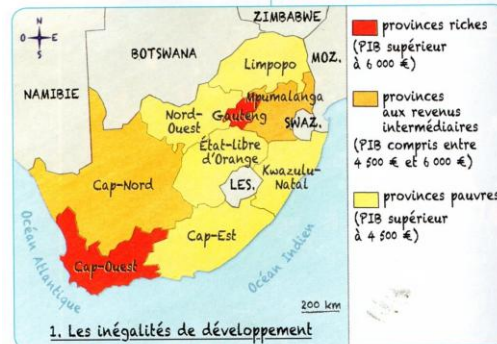 ZIMBABWE
N
O E
S
BOTSWANA
MOZ.
NAMIBIE
Limpopo
Mpumalanga
Nord-
Ouest
Gauteng
SWAZ.
État-libre
d'Orange
Kwazulu-
Natal
Cap-Nord
LES.
Cap-Est
Cap-Ouest
Océan Atlantique
Océan Indien
200 km
1. Les inégalités de développement
provinces riches
(PIB supérieur
à 6 000 €)
provinces
aux revenus
intermédiaires
(PIB compris entre
4 500 € et 6 000 €)
provinces pauvres
(PIB supérieur
à 4 500 €)